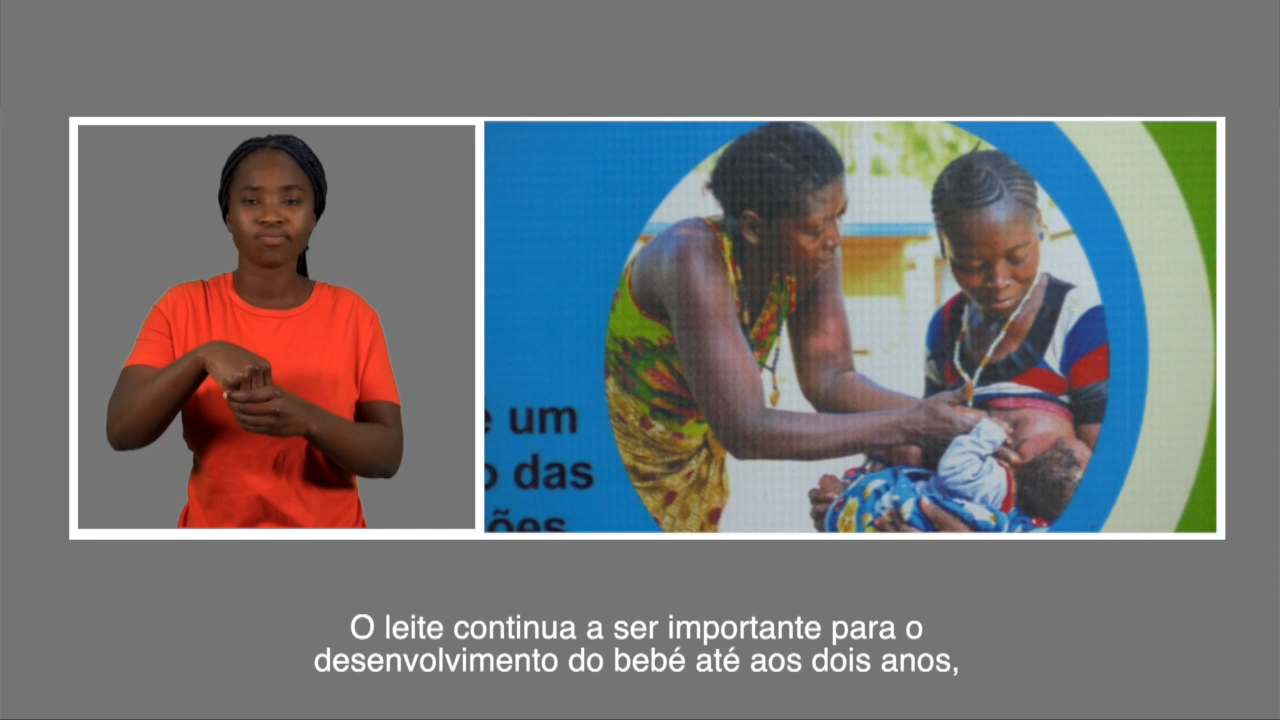 um
das
O leite continua a ser importante para o
desenvolvimento do bebé até aos dois anos,